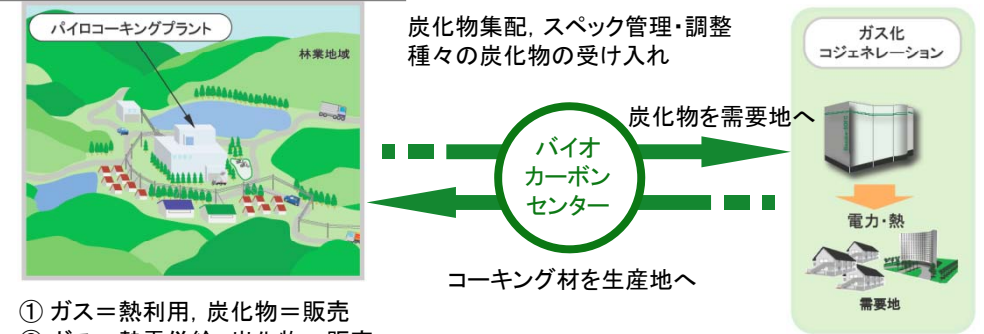 パイロコーキングプラント
林業地域
炭化物集配, スペック管理・調整
種々の炭化物の受け入れ
炭化物を需要地へ
バイオ
カーボン
センター
コーキング材を生産地へ
ガス化
コジェネレーション
電力・熱
需要地
① ガス＝熱利用, 炭化物＝販売